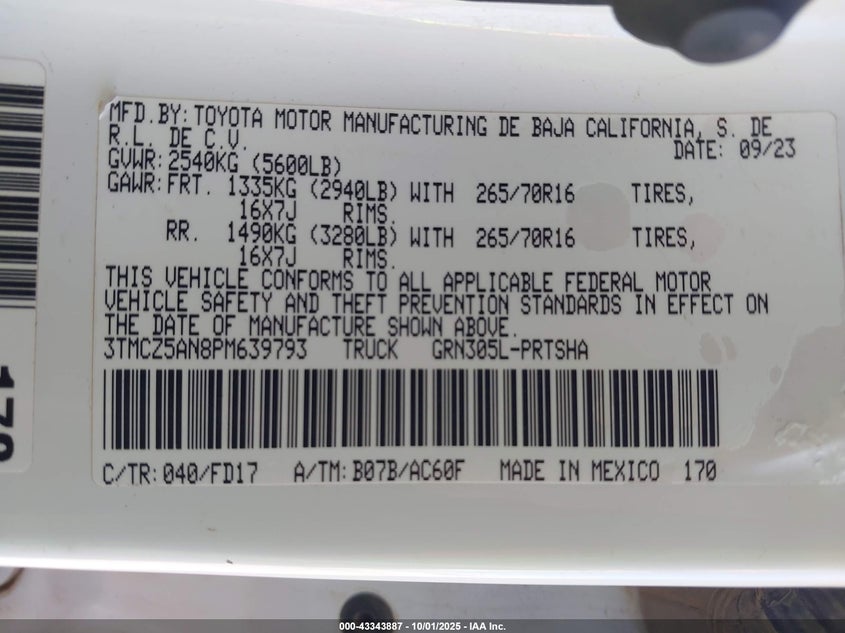 MFD.BY: TOYOTA MOTOR MANUFACTURING DE BAJA CALIFORNIA, S. DE
R.L. DE C.V. DATE: 09/23
GVWR: 2540KG (5600LB)
GAWR: FRT. 1335KG (2940LB) WITH 265/70R16 TIRES,
16X7J RIMS.
RR. 1490KG (3280LB) WITH 265/70R16 TIRES,
16X7J RIMS.
THIS VEHICLE CONFORMS TO ALL APPLICABLE FEDERAL MOTOR
VEHICLE SAFETY AND THEFT PREVENTION STANDARDS IN EFFECT ON
THE DATE OF MANUFACTURE SHOWN ABOVE.
3TMCZ5AN8PM639793 TRUCK GRN305L-PRTSHA
C/TR: 040/FD17 A/TM: B07B/AC60F MADE IN MEXICO 170
000-43343887 - 10/01/2025 - IAA Inc.